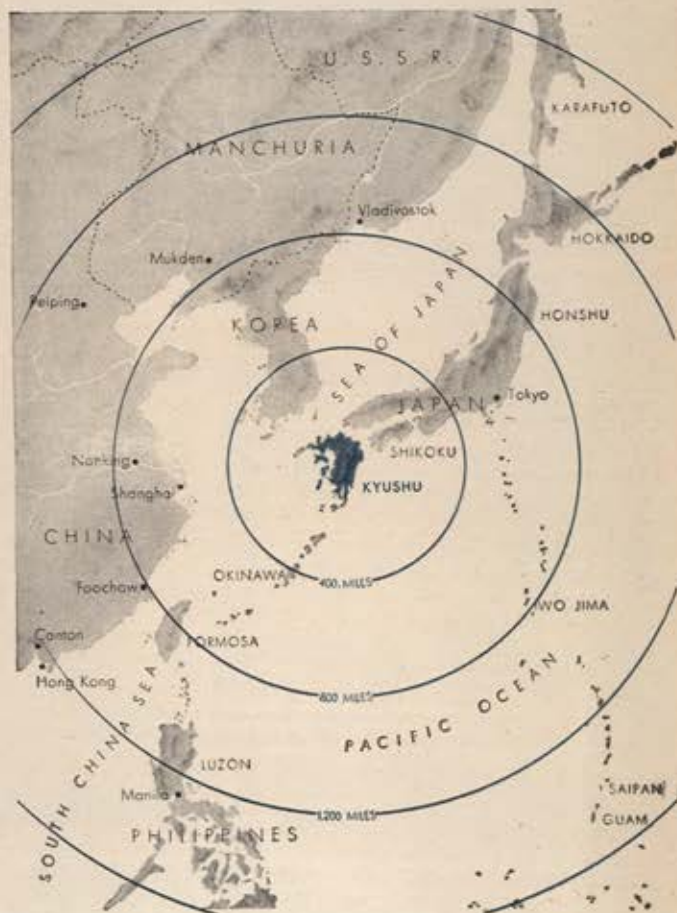 U. S. S. R.
KARAFUTO
MANCHURIA
Vladivostok
HOKKAIDO
Mukden
Peiping
KOREA
SEA OF JAPAN
HONSHU
JAPAN
Tokyo
SHIKOKU
Nanking
Shanghai
KYUSHU
CHINA
OKINAWA
400 MILES
Foochow
IWO JIMA
FORMOSA
Canton
Hong Kong
SOUTH CHINA SEA
800 MILES
PACIFIC OCEAN
LUZON
Manila
SAIPAN
1,200 MILES
GUAM
PHILIPPINES